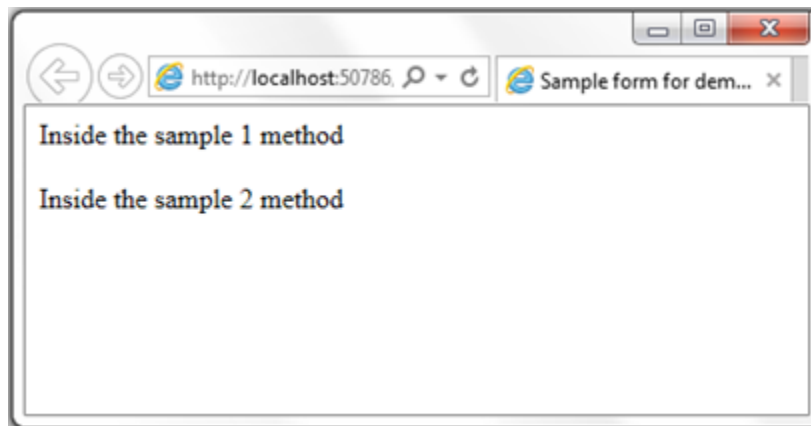 http://localhost:50786,
Sample form for dem...
Inside the sample 1 method
Inside the sample 2 method